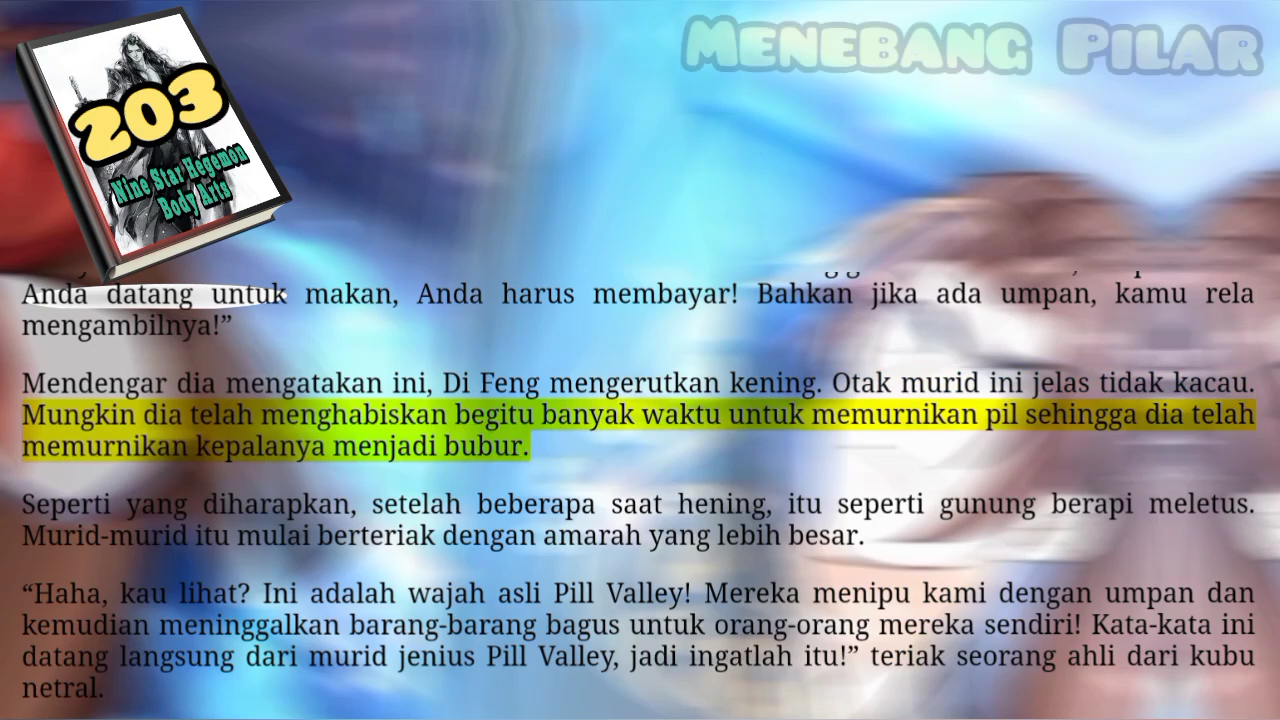 MENEBANG PILAR
203
Nine Star Hegemon
Body Arts
Anda datang untuk makan, Anda harus membayar! Bahkan jika ada umpan, kamu rela
mengambilnya!”
Mendengar dia mengatakan ini, Di Feng mengerutkan kening. Otak murid ini jelas tidak kacau.
Mungkin dia telah menghabiskan begitu banyak waktu untuk memurnikan pil sehingga dia telah
memurnikan kepalanya menjadi bubur.
Seperti yang diharapkan, setelah beberapa saat hening, itu seperti gunung berapi meletus.
Murid-murid itu mulai berteriak dengan amarah yang lebih besar.
“Haha, kau lihat? Ini adalah wajah asli Pill Valley! Mereka menipu kami dengan umpan dan
kemudian meninggalkan barang-barang bagus untuk orang-orang mereka sendiri! Kata-kata ini
datang langsung dari murid jenius Pill Valley, jadi ingatlah itu!” teriak seorang ahli dari kubu
netral.